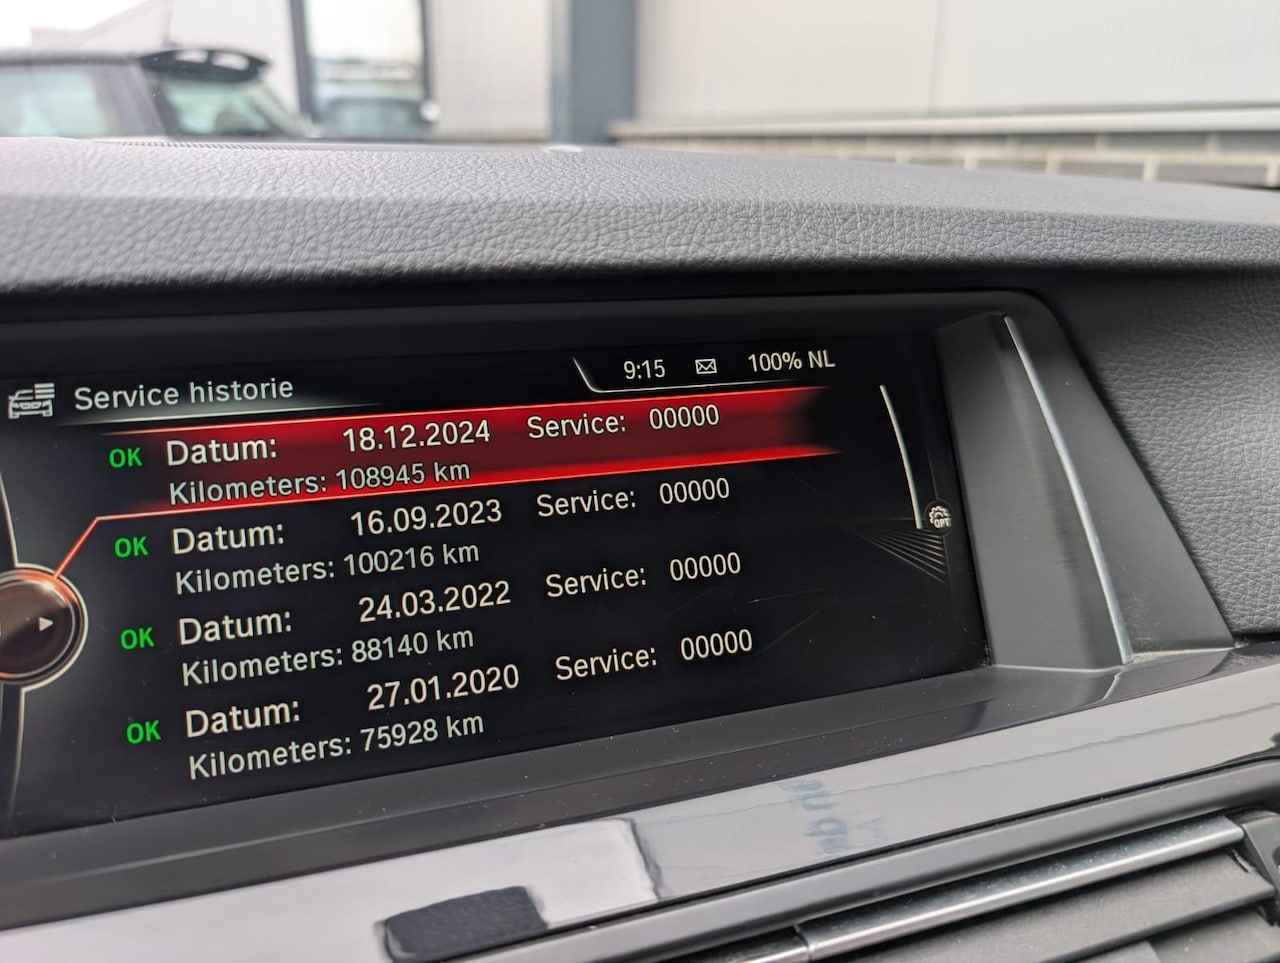 Service historie 9:15 100% NL
OK Datum: 18.12.2024 Service: 00000
Kilometers: 108945 km
OK Datum: 16.09.2023 Service: 00000
Kilometers: 100216 km
OK Datum: 24.03.2022 Service: 00000
Kilometers: 88140 km
OK Datum: 27.01.2020 Service: 00000
Kilometers: 75928 km
OPT